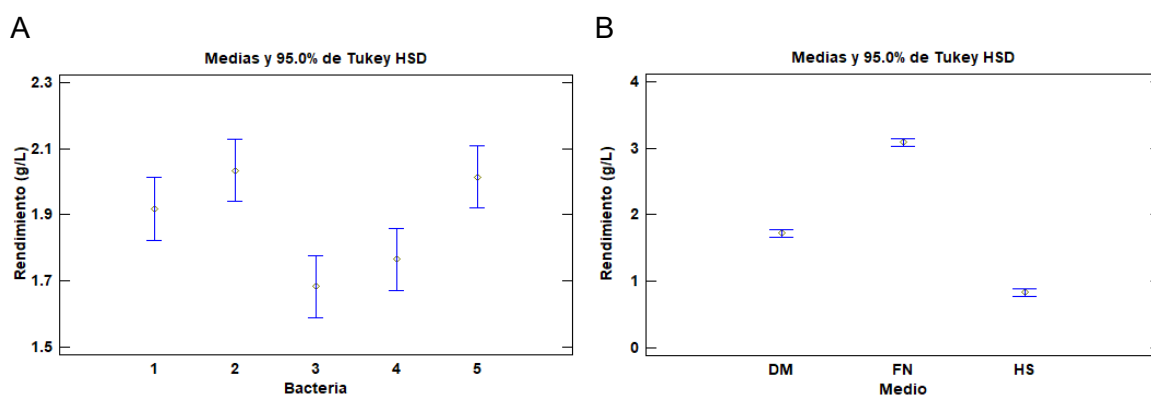 A
Medias y 95.0% de Tukey HSD
Rendimiento (g/L)
2.3
2.1
1.9
1.7
1.5
1 2 3 4 5
Bacteria
B
Medias y 95.0% de Tukey HSD
Rendimiento (g/L)
4
3
2
1
0
DM FN HS
Medio